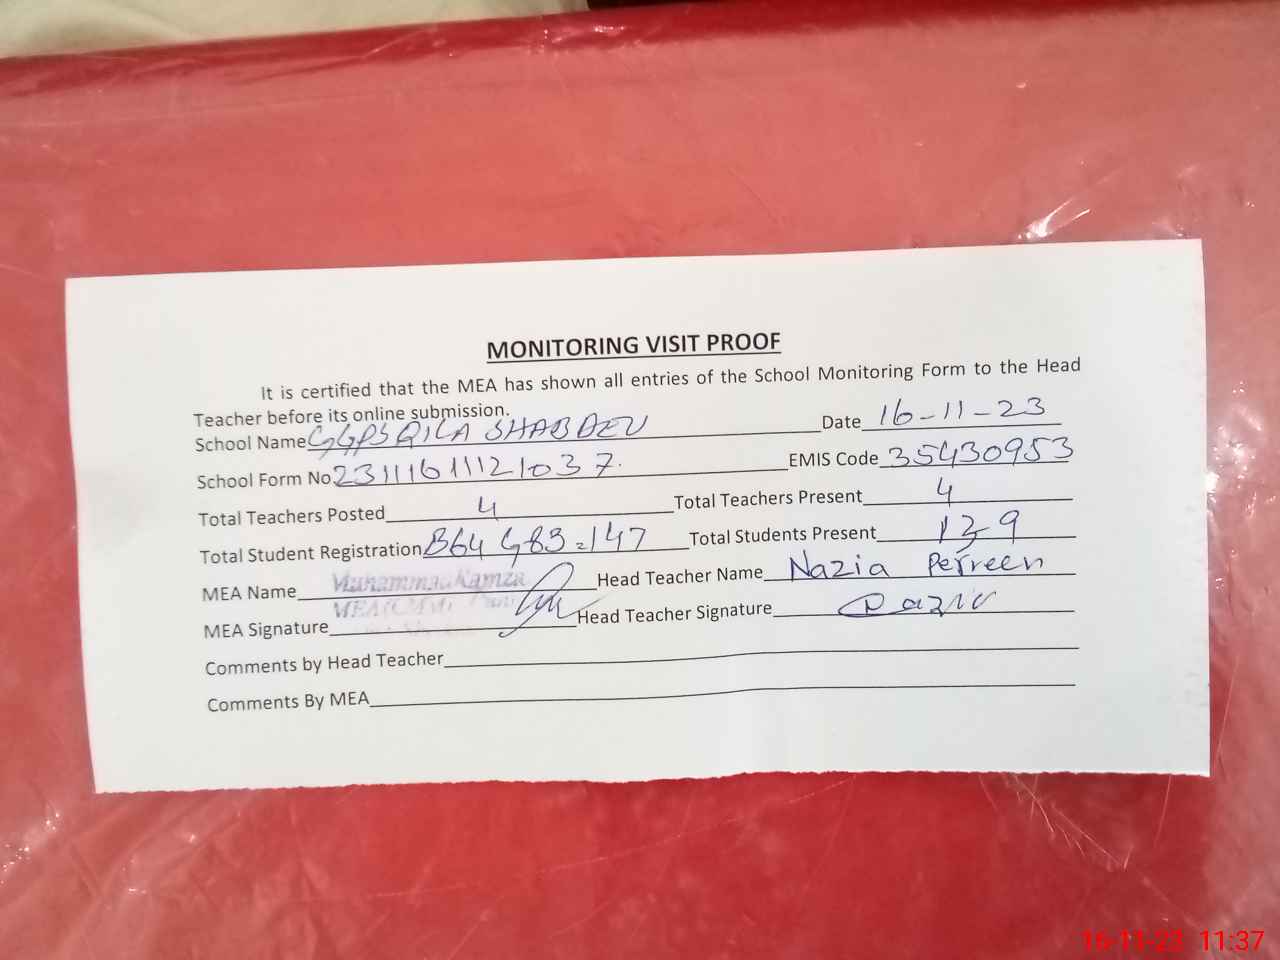 MONITORING VISIT PROOF
It is certified that the MEA has shown all entries of the School Monitoring Form to the Head
Teacher before its online submission.
School Name GGPS QILA SHABDEV Date 16-11-23
School Form No 23111611121037. EMIS Code 35430953
Total Teachers Posted 4 Total Teachers Present 4
Total Student Registration B64 G83=147 Total Students Present 139
MEA Name Muhammad Hamza Head Teacher Name Nazia Perreen
MEA Signature Head Teacher Signature Nazia
Comments by Head Teacher
Comments By MEA
16-11-23 11:37